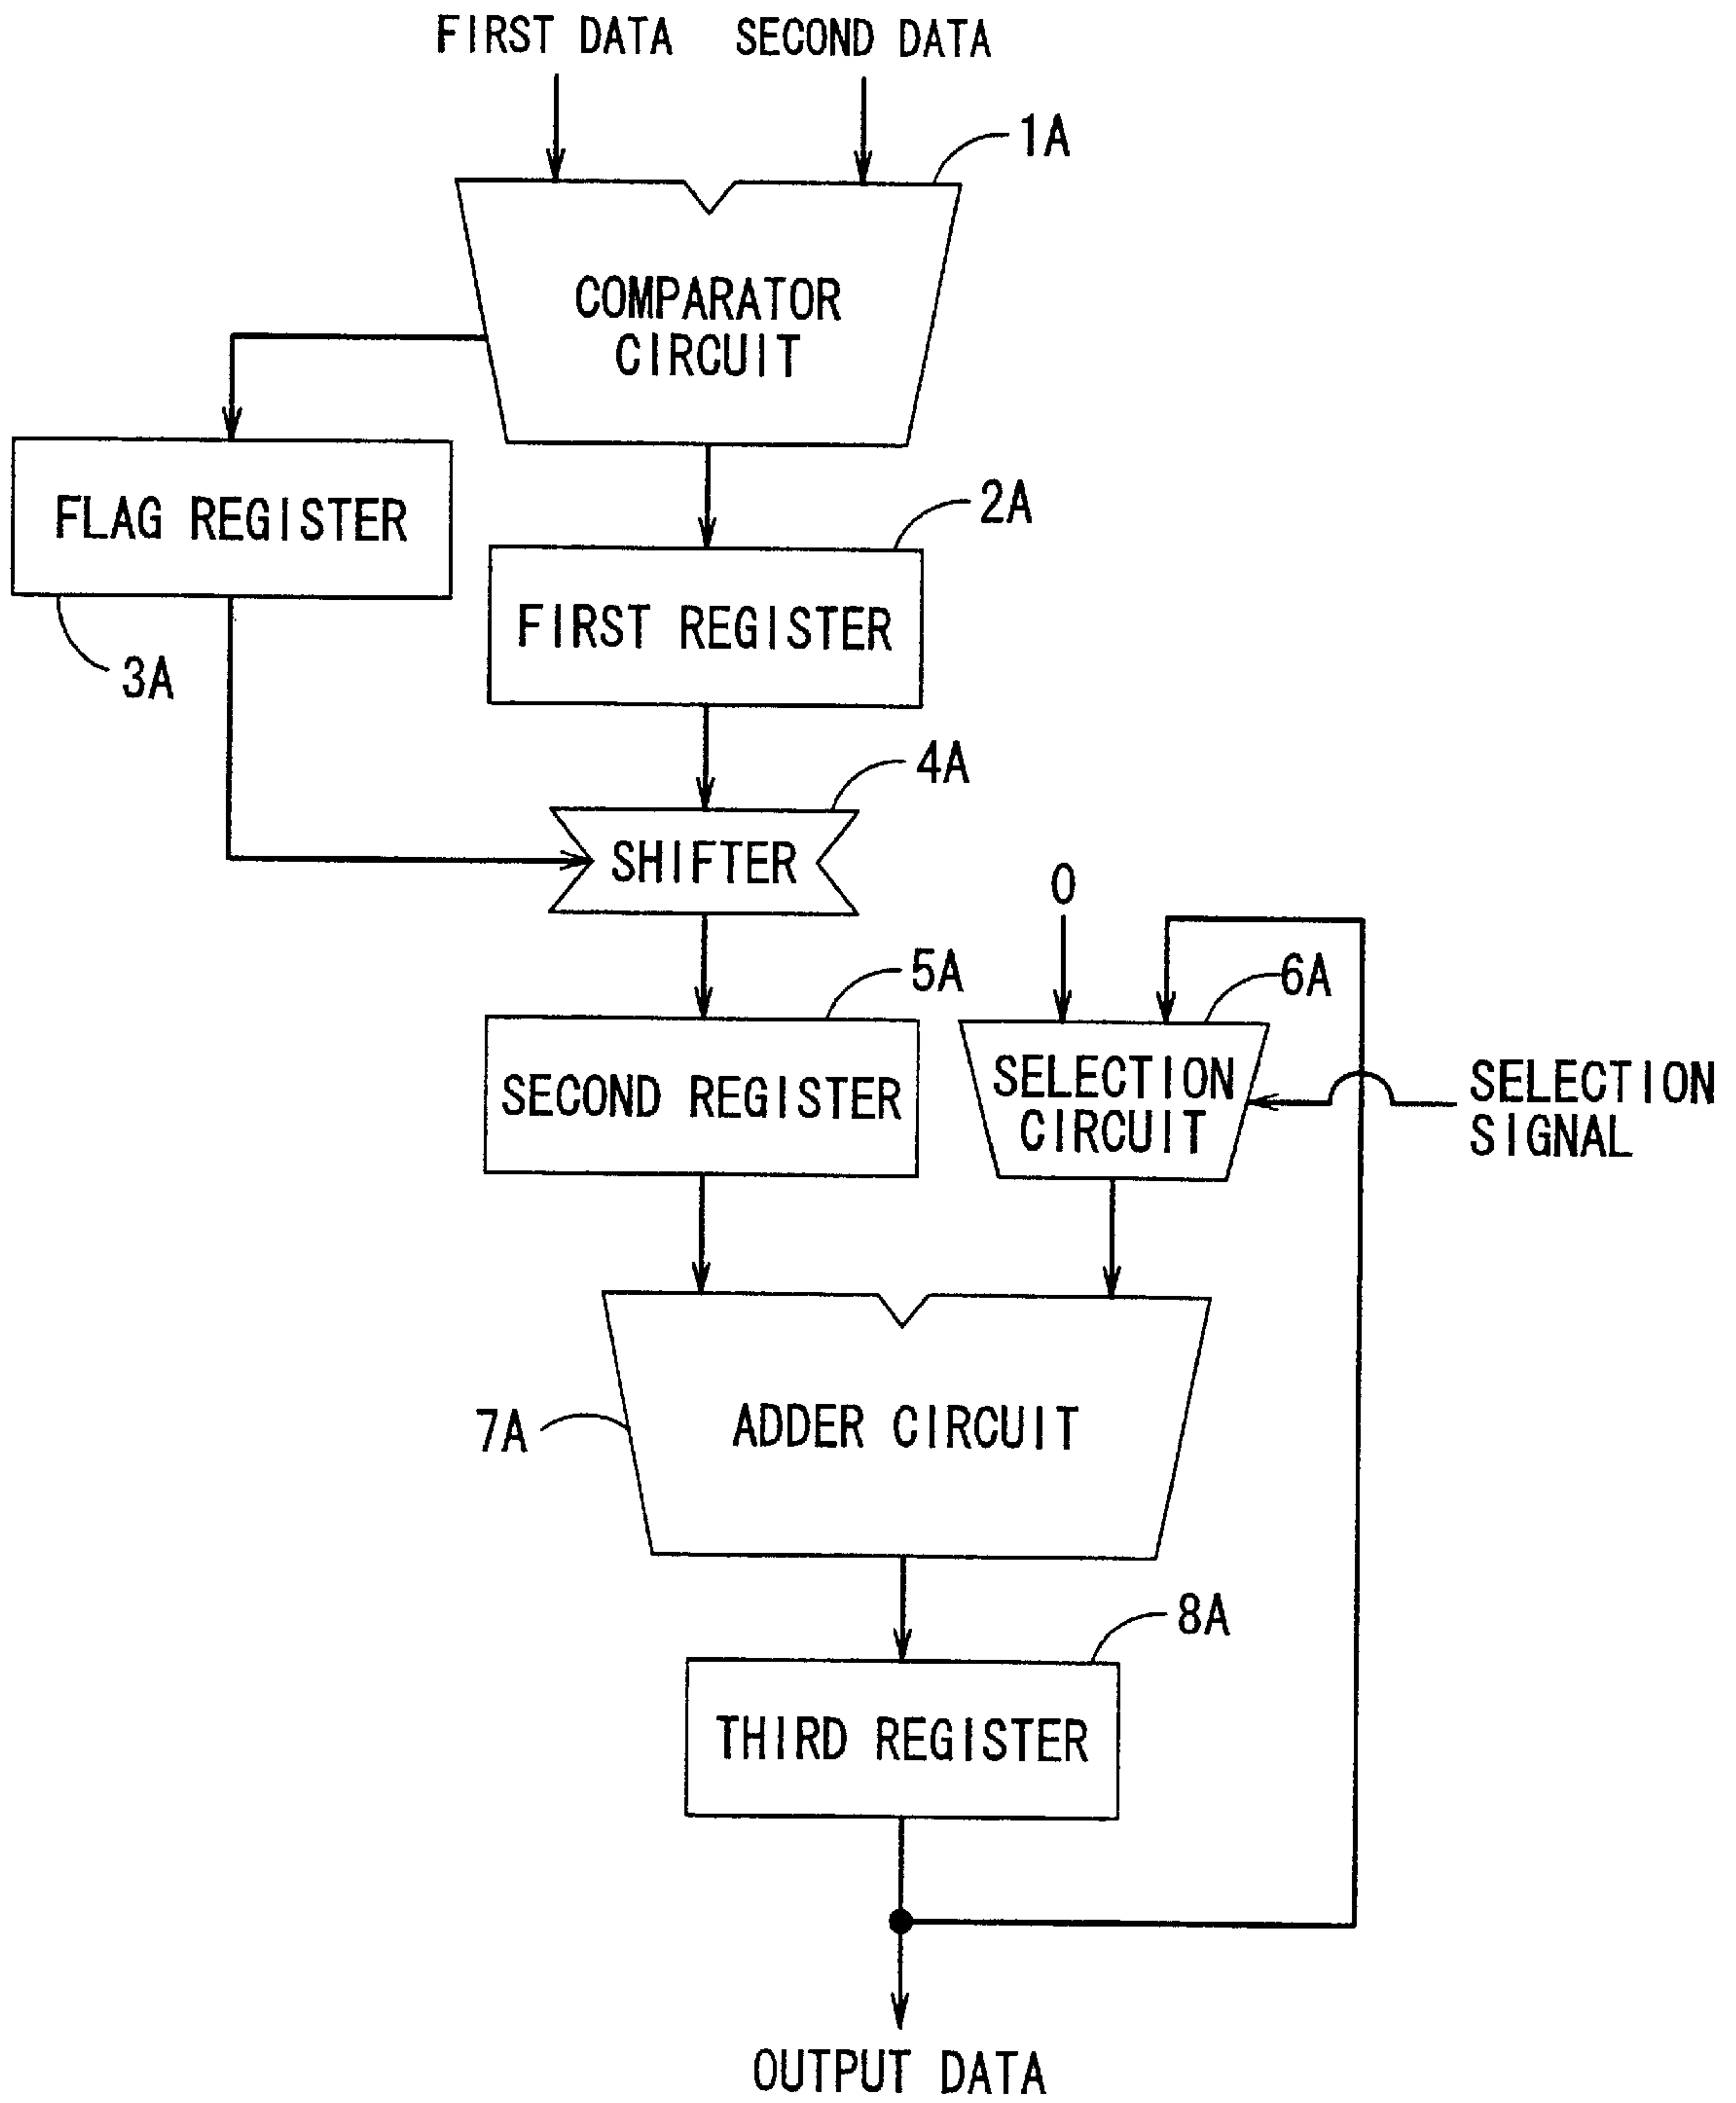 FIRST DATA
SECOND DATA
1A
COMPARATOR
CIRCUIT
FLAG REGISTER
2A
FIRST REGISTER
3A
4A
SHIFTER
0
5A
6A
SECOND REGISTER
SELECTION
CIRCUIT
SELECTION
SIGNAL
7A
ADDER CIRCUIT
8A
THIRD REGISTER
OUTPUT DATA